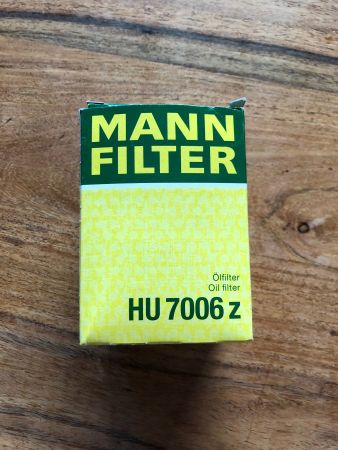 MANN
FILTER
Ölfilter
Oil filter
HU 7006 z